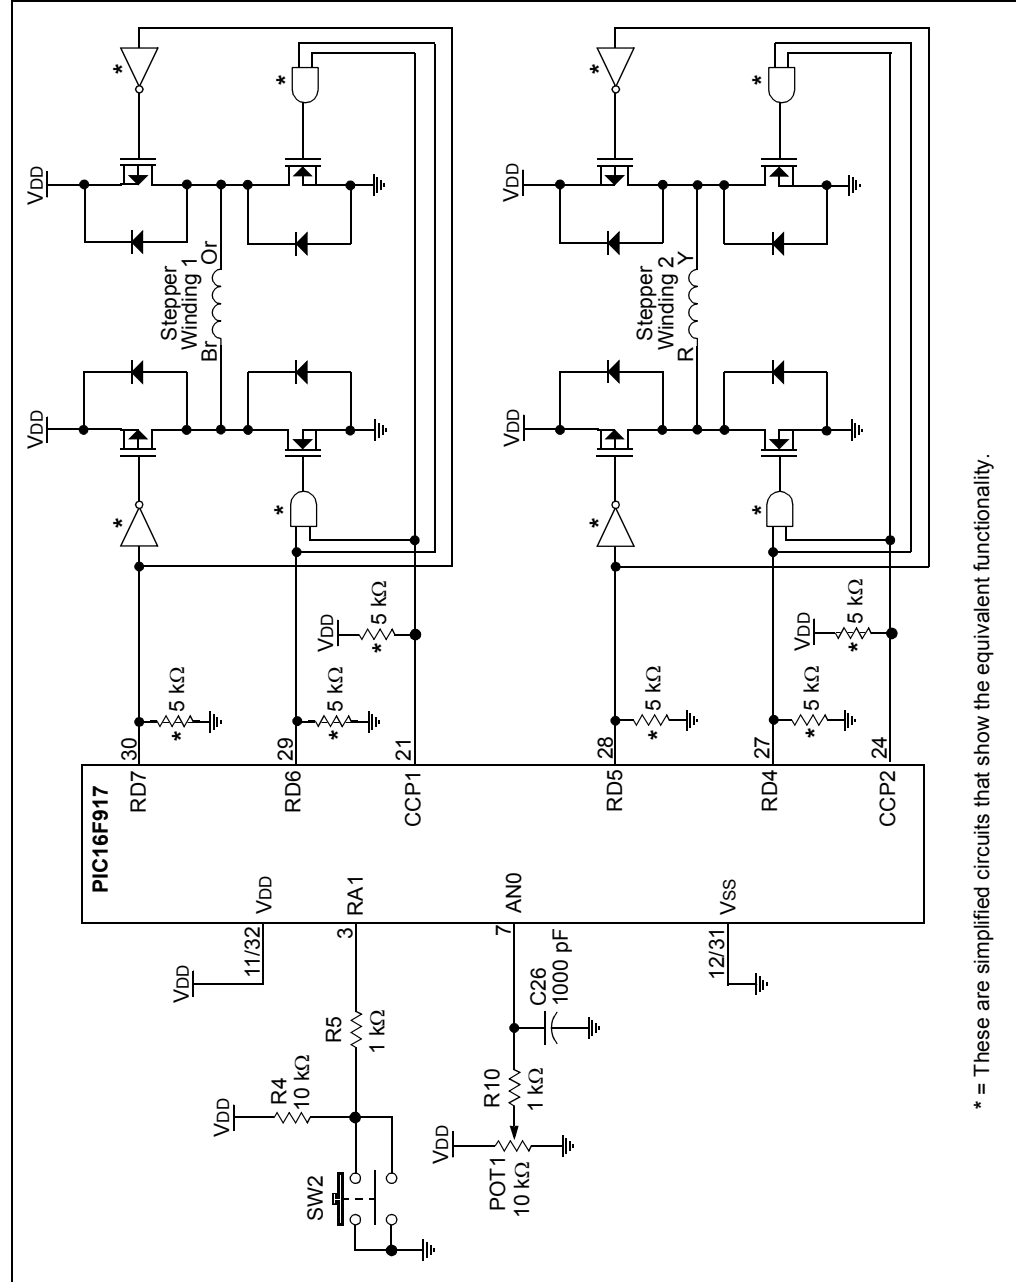 PIC16F917
VDD
VDD
11/32
RA1
3
AN0
7
VSS
12/31
RD7
30
RD6
29
CCP1
21
RD5
28
RD4
27
CCP2
24
SW2
VDD
R4
10 kΩ
R5
1 kΩ
VDD
POT1
10 kΩ
R10
1 kΩ
C26
1000 pF
* 5 kΩ
* 5 kΩ
VDD
* 5 kΩ
* 5 kΩ
* 5 kΩ
VDD
* 5 kΩ
*
*
*
*
VDD
VDD
Stepper
Winding 1
Br
Or
*
*
*
*
VDD
VDD
Stepper
Winding 2
R
Y
* = These are simplified circuits that show the equivalent functionality.